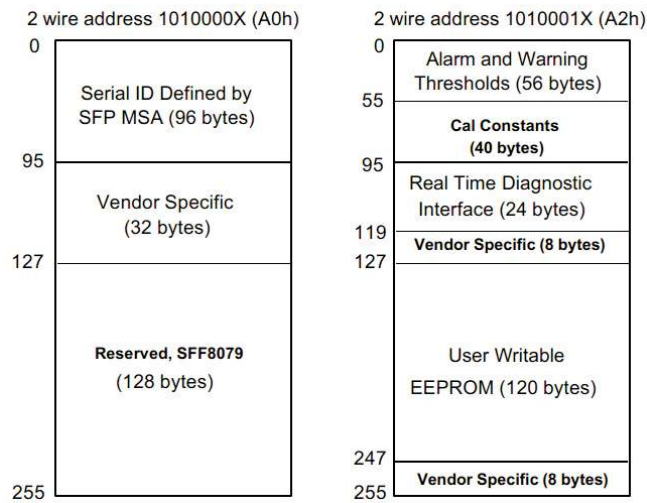 2 wire address 1010000X (A0h)
0
Serial ID Defined by
SFP MSA (96 bytes)
95
Vendor Specific
(32 bytes)
127
Reserved, SFF8079
(128 bytes)
255
2 wire address 1010001X (A2h)
0
Alarm and Warning
Thresholds (56 bytes)
55
Cal Constants
(40 bytes)
95
Real Time Diagnostic
Interface (24 bytes)
119
Vendor Specific (8 bytes)
127
User Writable
EEPROM (120 bytes)
247
Vendor Specific (8 bytes)
255